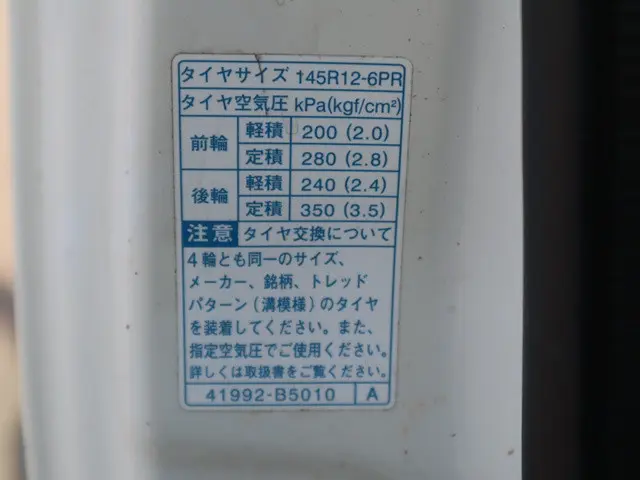 タイヤサイズ 145R12-6PR
タイヤ空気圧 kPa(kgf/cm²)
前輪 軽積 200 (2.0)
定積 280 (2.8)
後輪 軽積 240 (2.4)
定積 350 (3.5)
注意 タイヤ交換について
4輪とも同一のサイズ、
メーカー、銘柄、トレッド
パターン(溝模様)のタイヤ
を装着してください。また、
指定空気圧でご使用ください。
詳しくは取扱書をご覧ください。
41992-B5010 A